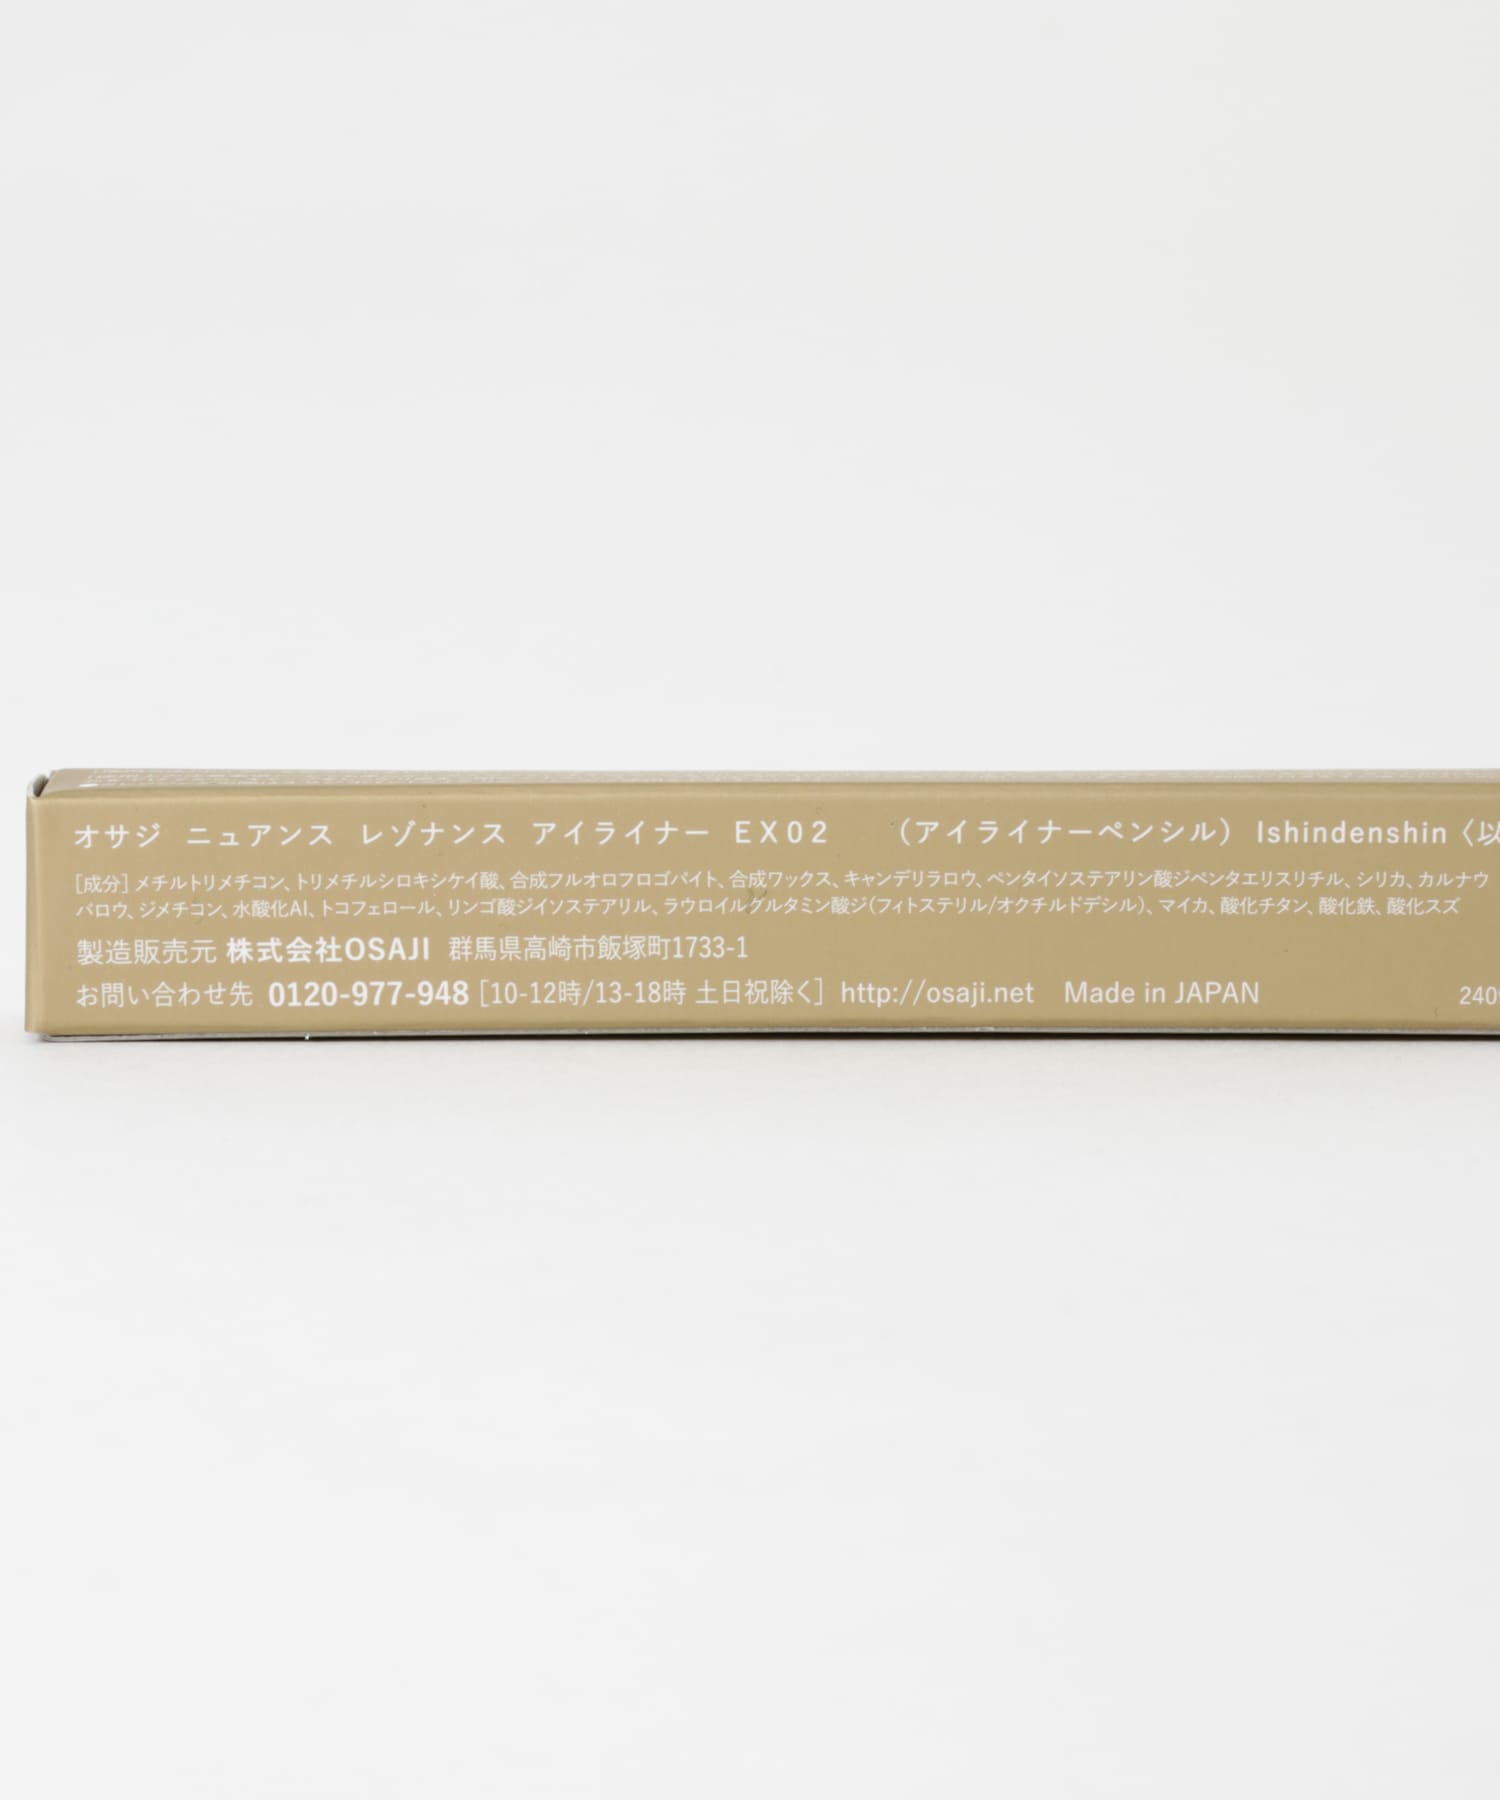 オサジ ニュアンス レゾナンス アイライナー EX02 （アイライナーペンシル） Ishindenshin〈以
［成分］メチルトリメチコン、トリメチルシロキシケイ酸、合成フルオロフロゴパイト、合成ワックス、キャンデリラロウ、ペンタイソステアリン酸ジペンタエリスリチル、シリカ、カルナウ
バロウ、ジメチコン、水酸化Al、トコフェロール、リンゴ酸ジイソステアリル、ラウロイルグルタミン酸ジ（フィトステリル/オクチルドデシル）、マイカ、酸化チタン、酸化鉄、酸化スズ
製造販売元 株式会社OSAJI 群馬県高崎市飯塚町1733-1
お問い合わせ先 0120-977-948［10-12時/13-18時 土日祝除く］ http://osaji.net Made in JAPAN 2409